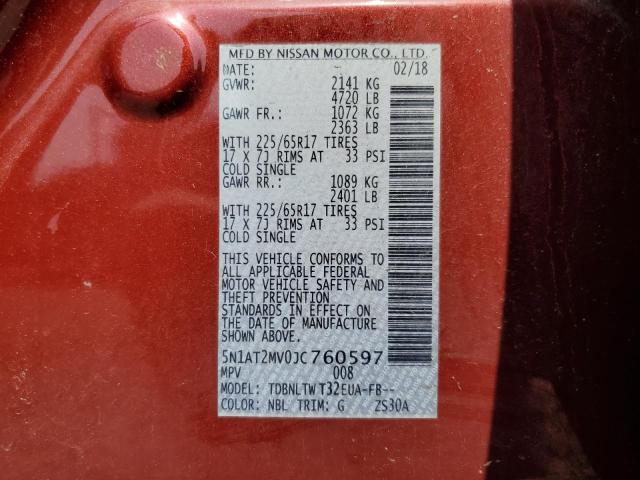 MFD BY NISSAN MOTOR CO., LTD.
DATE: - 02/18
GVWR: 2141 KG
4720 LB
GAWR FR.: 1072 KG
2363 LB
WITH 225/65R17 TIRES
17 X 7J RIMS AT 33 PSI
COLD SINGLE
GAWR RR.: 1089 KG
2401 LB
WITH 225/65R17 TIRES
17 X 7J RIMS AT 33 PSI
COLD SINGLE
THIS VEHICLE CONFORMS TO
ALL APPLICABLE FEDERAL
MOTOR VEHICLE SAFETY AND
THEFT PREVENTION
STANDARDS IN EFFECT ON
THE DATE OF MANUFACTURE
SHOWN ABOVE.
5N1AT2MV0JC760597
MPV 008
MODEL: TDBNLTW T32EUA-FB--
COLOR: NBL TRIM: G ZS30A